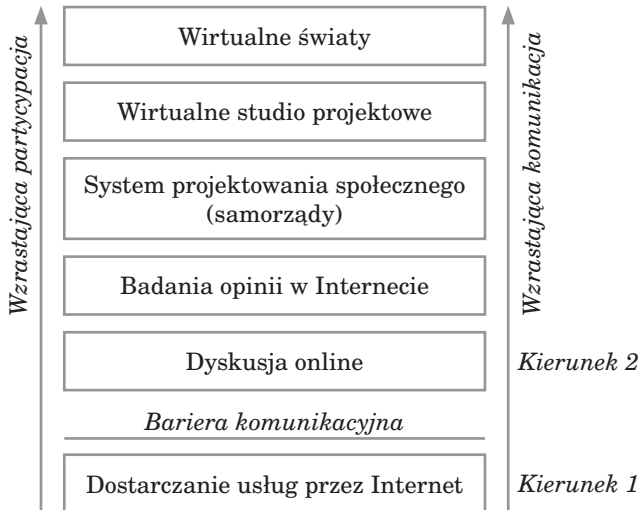 Wzrastająca partycypacja
Wirtualne światy
Wirtualne studio projektowe
System projektowania społecznego
(samorządy)
Badania opinii w Internecie
Dyskusja online
Bariera komunikacyjna
Dostarczanie usług przez Internet
Wzrastająca komunikacja
Kierunek 2
Kierunek 1